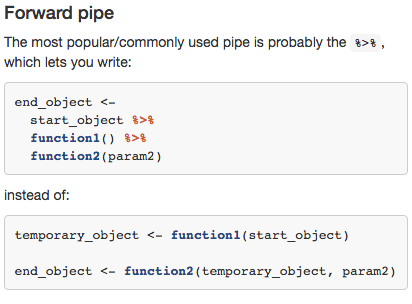 Forward pipe
The most popular/commonly used pipe is probably the %>% ,
which lets you write:
end_object <-
  start_object %>%
  function1() %>%
  function2(param2)
instead of:
temporary_object <- function1(start_object)
end_object <- function2(temporary_object, param2)